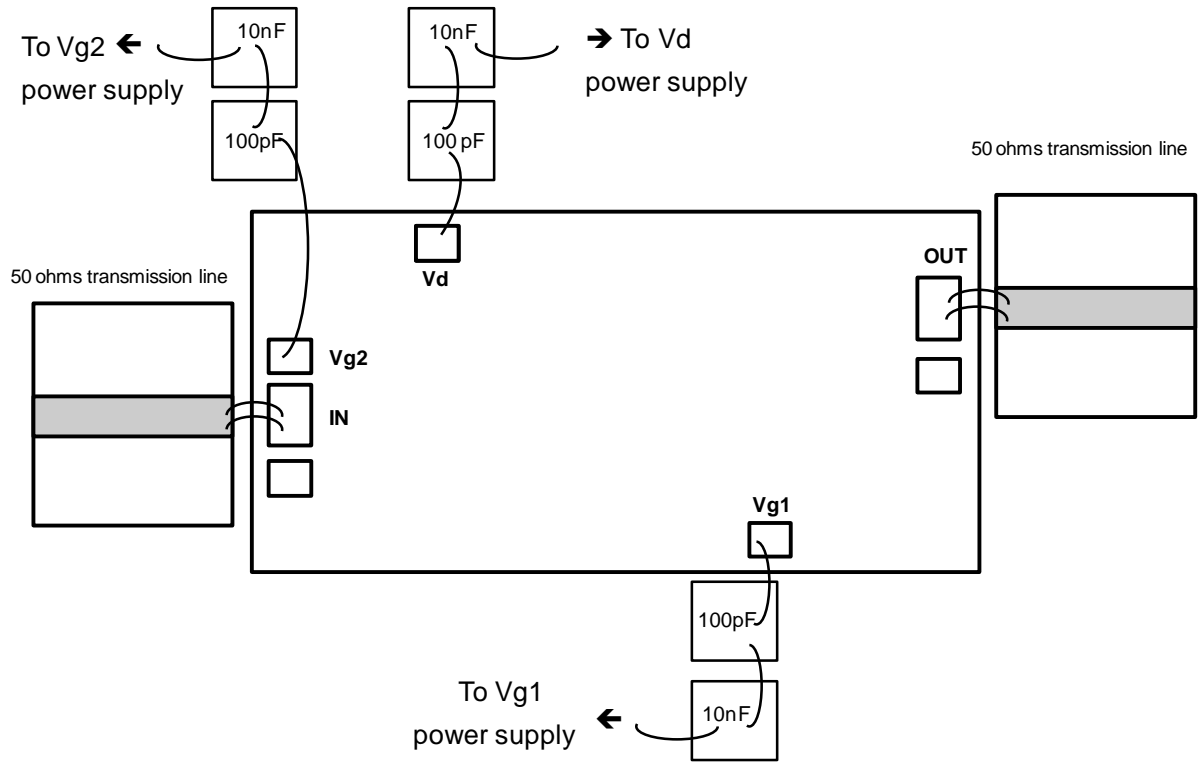 10nF
10nF
To Vg2 🡸
power supply
🡺 To Vd
power supply
100pF
100 pF
50 ohms transmission line
OUT
Vd
50 ohms transmission line
Vg2
IN
Vg1
100pF
To Vg1
power supply 🡸
10nF